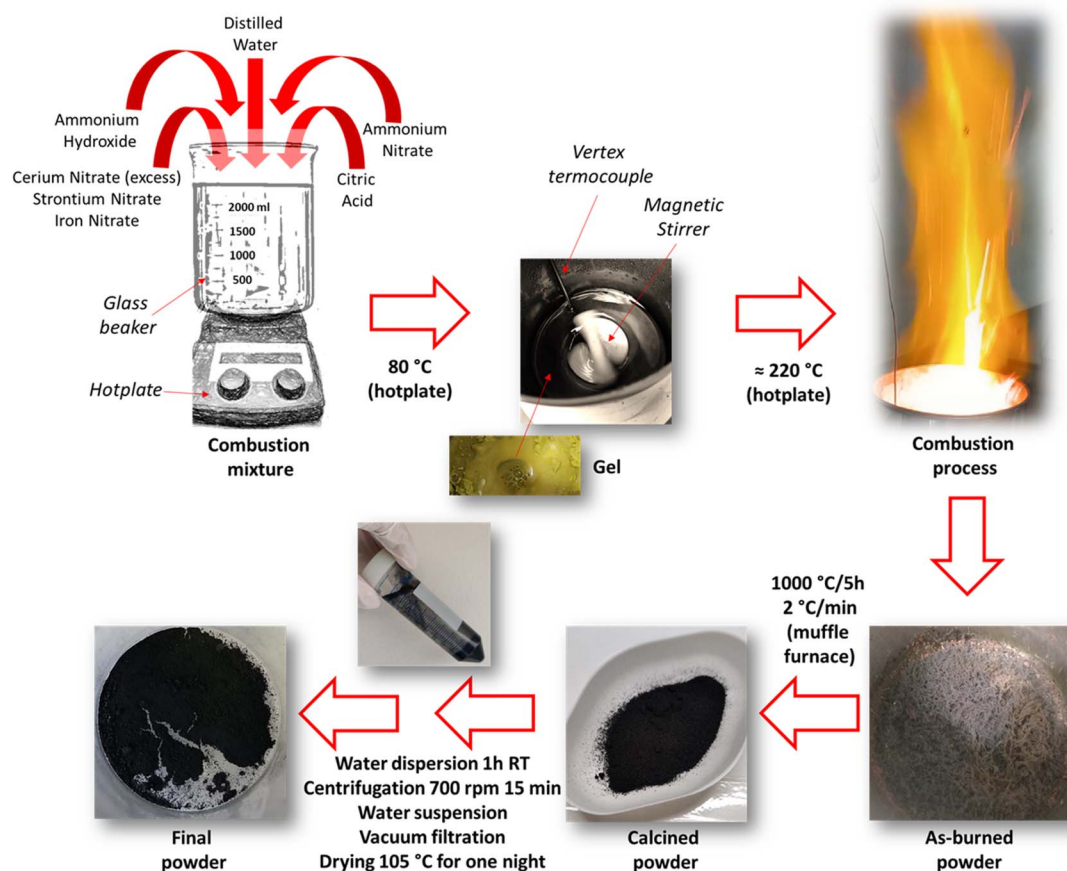 Distilled
Water
Ammonium
Hydroxide
Ammonium
Nitrate
Cerium Nitrate (excess)
Strontium Nitrate
Iron Nitrate
Citric
Acid
2000 ml
1500
1000
500
Glass
beaker
Hotplate
Combustion
mixture
80 °C
(hotplate)
Vertex
termocouple
Magnetic
Stirrer
Gel
≈ 220 °C
(hotplate)
Combustion
process
1000 °C/5h
2 °C/min
(muffle
furnace)
As-burned
powder
Calcined
powder
Water dispersion 1h RT
Centrifugation 700 rpm 15 min
Water suspension
Vacuum filtration
Drying 105 °C for one night
Final
powder